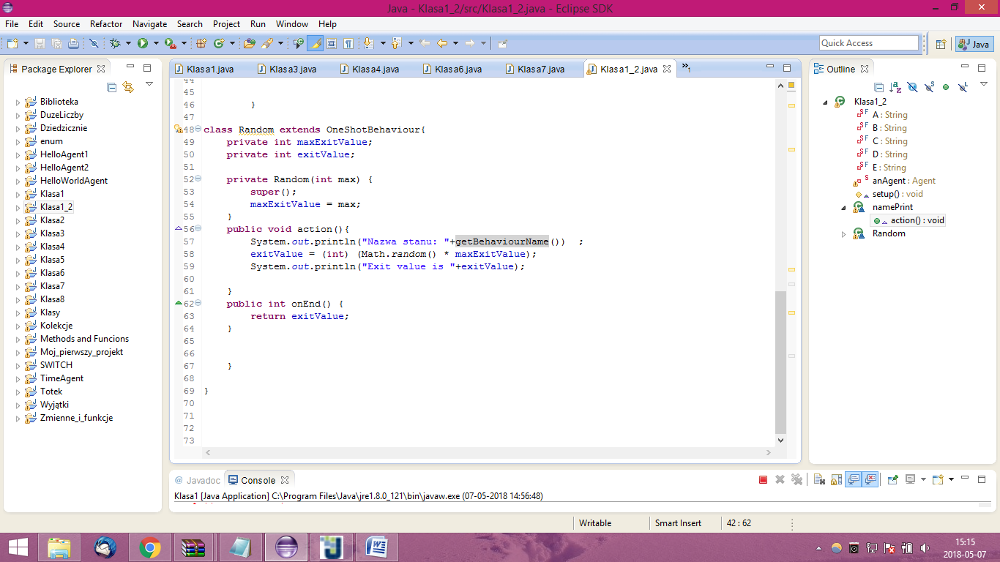 Java - Klasa1_2/src/Klasa1_2.java - Eclipse SDK
File Edit Source Refactor Navigate Search Project Run Window Help
Quick Access
Java
Package Explorer
Biblioteka
DuzeLiczby
Dziedzicznie
enum
HelloAgent1
HelloAgent2
HelloWorldAgent
Klasa1
Klasa1_2
Klasa2
Klasa3
Klasa4
Klasa5
Klasa6
Klasa7
Klasa8
Klasy
Kolekcje
Methods and Funcions
Moj_pierwszy_projekt
SWITCH
TimeAgent
Totek
Wyjątki
Zmienne_i_funkcje
Klasa1.java Klasa3.java Klasa4.java Klasa6.java Klasa7.java Klasa1_2.java »1
44
45
46 }
47
48 class Random extends OneShotBehaviour{
49 private int maxExitValue;
50 private int exitValue;
51
52 private Random(int max) {
53 super();
54 maxExitValue = max;
55 }
56 public void action(){
57 System.out.println("Nazwa stanu: "+getBehaviourName()) ;
58 exitValue = (int) (Math.random() * maxExitValue);
59 System.out.println("Exit value is "+exitValue);
60
61 }
62 public int onEnd() {
63 return exitValue;
64 }
65
66
67 }
68
69 }
70
71
72
73
Outline
Klasa1_2
A : String
B : String
C : String
D : String
E : String
anAgent : Agent
setup() : void
namePrint
action() : void
Random
@ Javadoc Console
Klasa1 [Java Application] C:\Program Files\Java\jre1.8.0_121\bin\javaw.exe (07-05-2018 14:56:48)
Writable Smart Insert 42 : 62
15:15
2018-05-07